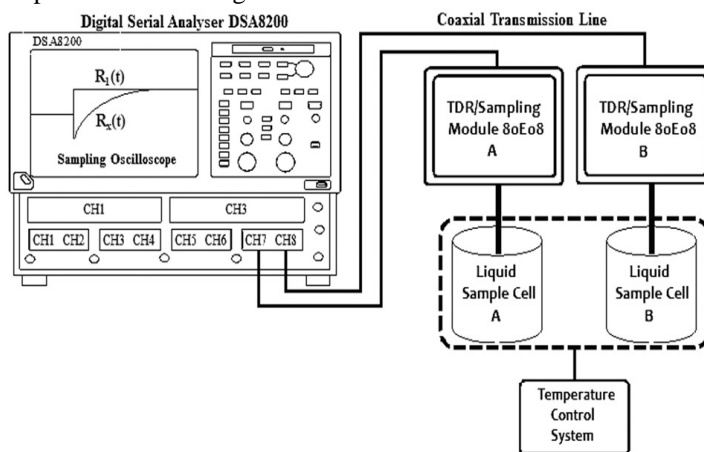 Digital Serial Analyser DSA8200
Coaxial Transmission Line
DSA8200
R₁(t)
Rₓ(t)
Sampling Oscilloscope
CH1
CH3
CH1 CH2
CH3 CH4
CH5 CH6
CH7 CH8
TDR/Sampling
Module 80E08
A
TDR/Sampling
Module 80E08
B
Liquid
Sample Cell
A
Liquid
Sample Cell
B
Temperature
Control
System